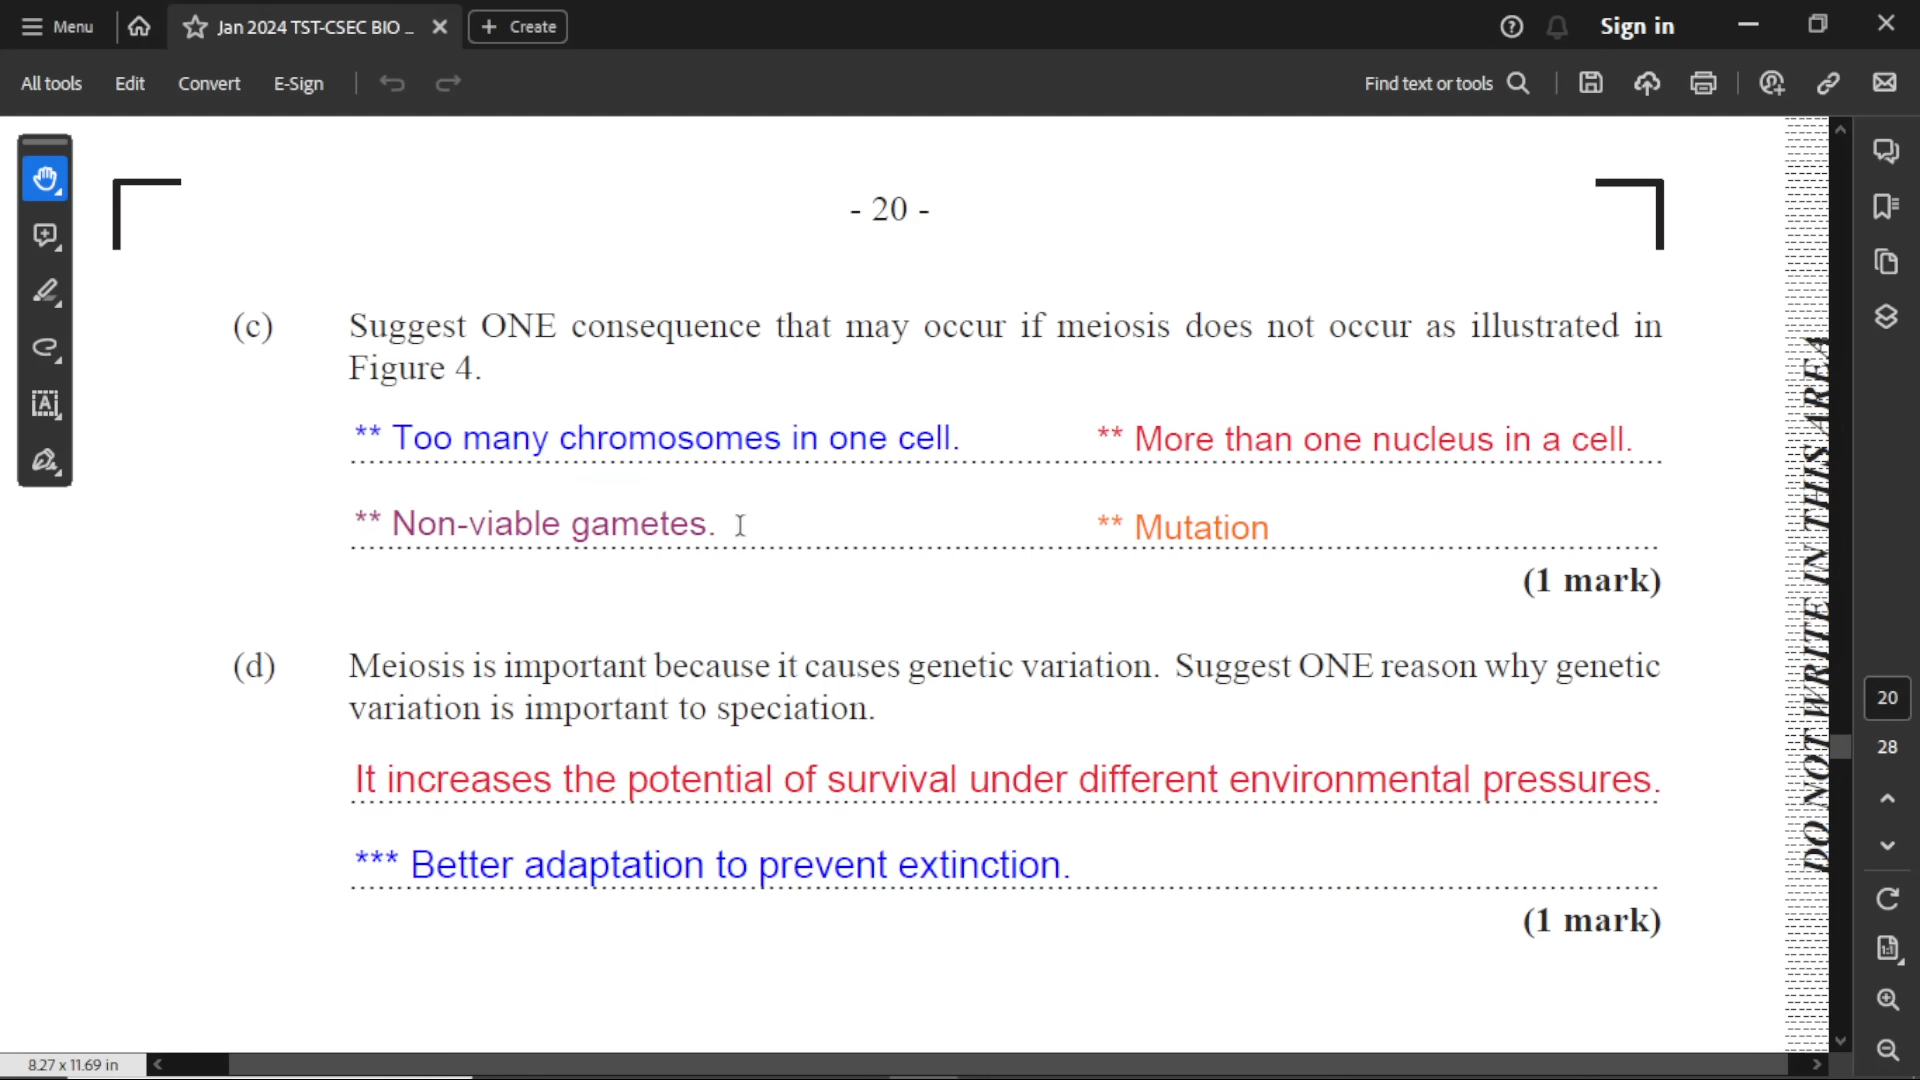 Menu
Jan 2024 TST-CSEC BIO _
Create
Sign in
All tools
Edit
Convert
E-Sign
Find text or tools
- 20 -
(c) Suggest ONE consequence that may occur if meiosis does not occur as illustrated in
Figure 4.
** Too many chromosomes in one cell. ** More than one nucleus in a cell.
** Non-viable gametes. ** Mutation
(1 mark)
(d) Meiosis is important because it causes genetic variation. Suggest ONE reason why genetic
variation is important to speciation.
It increases the potential of survival under different environmental pressures.
*** Better adaptation to prevent extinction.
(1 mark)
DO NOT WRITE IN THIS AREA
20
28
8.27 x 11.69 in